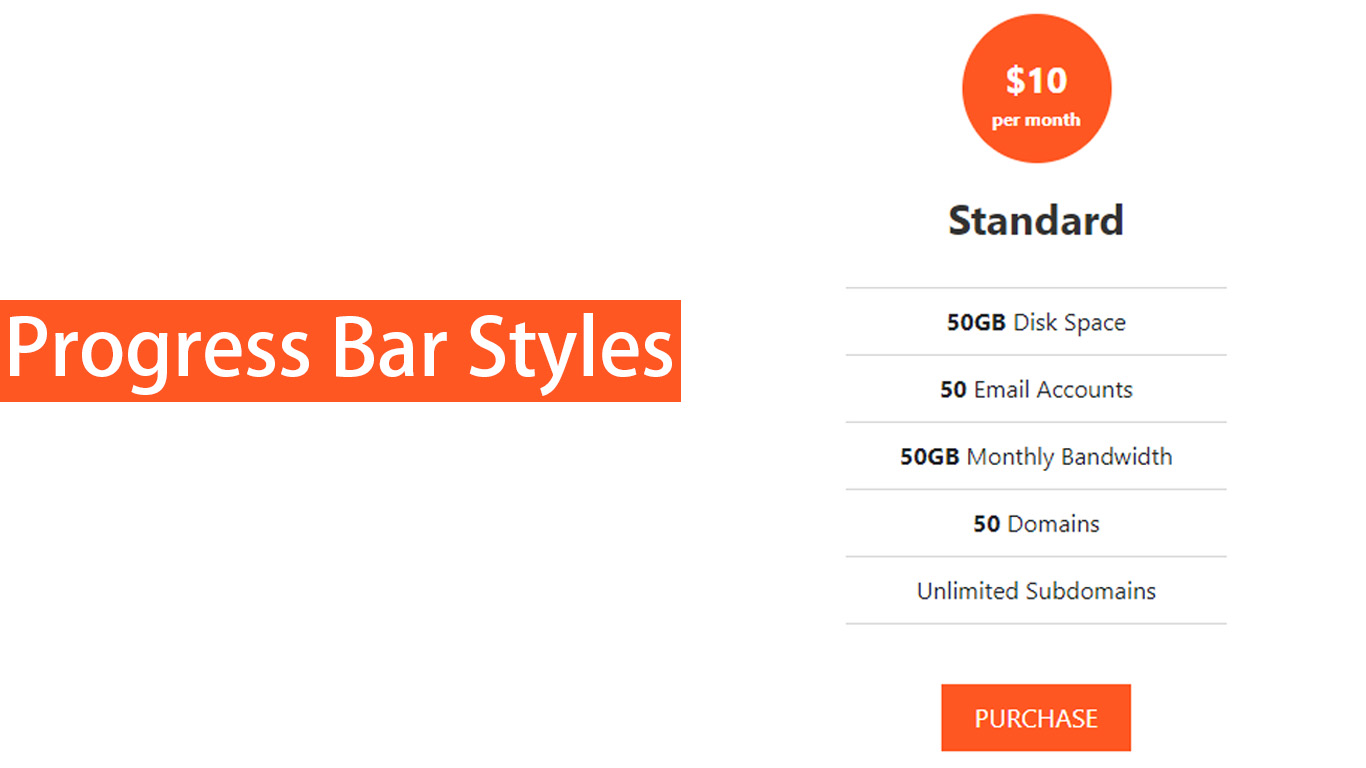 Progress Bar Styles
$10
per month
Standard
50GB Disk Space
50 Email Accounts
50GB Monthly Bandwidth
50 Domains
Unlimited Subdomains
PURCHASE